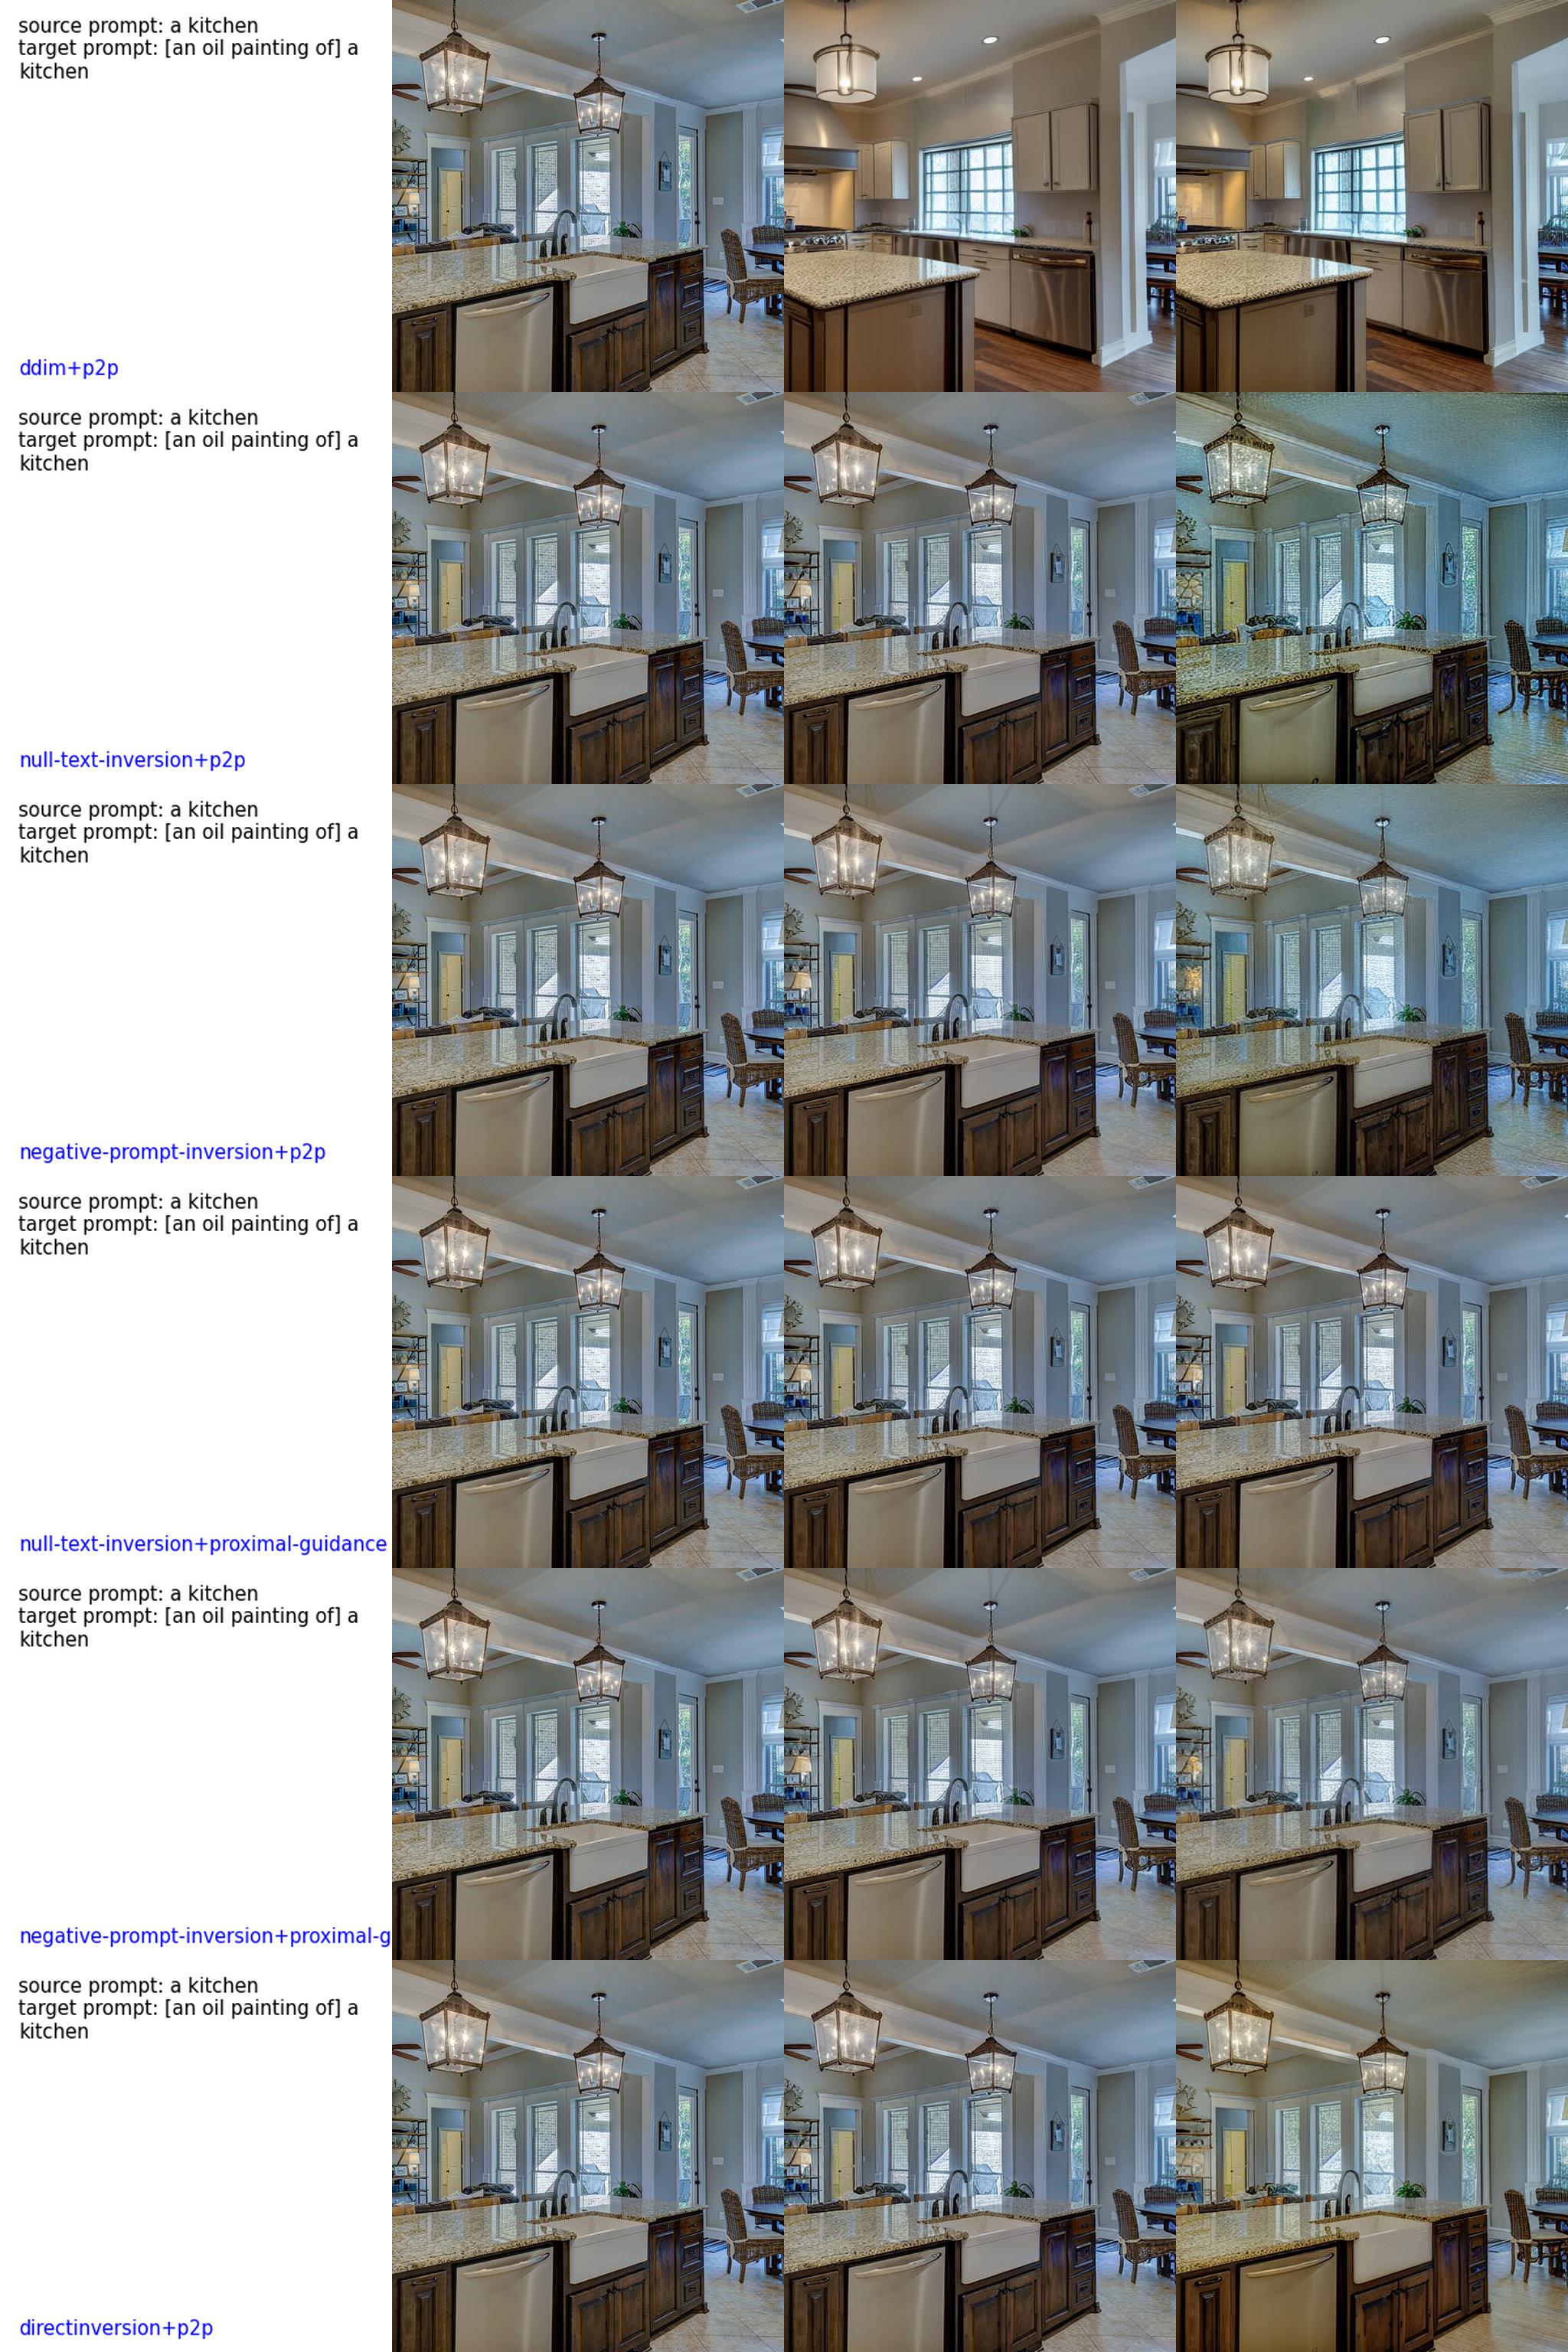 source prompt: a kitchen
target prompt: [an oil painting of] a
kitchen
ddim+p2p
source prompt: a kitchen
target prompt: [an oil painting of] a
kitchen
null-text-inversion+p2p
source prompt: a kitchen
target prompt: [an oil painting of] a
kitchen
negative-prompt-inversion+p2p
source prompt: a kitchen
target prompt: [an oil painting of] a
kitchen
null-text-inversion+proximal-guidance
source prompt: a kitchen
target prompt: [an oil painting of] a
kitchen
negative-prompt-inversion+proximal-g
source prompt: a kitchen
target prompt: [an oil painting of] a
kitchen
directinversion+p2p